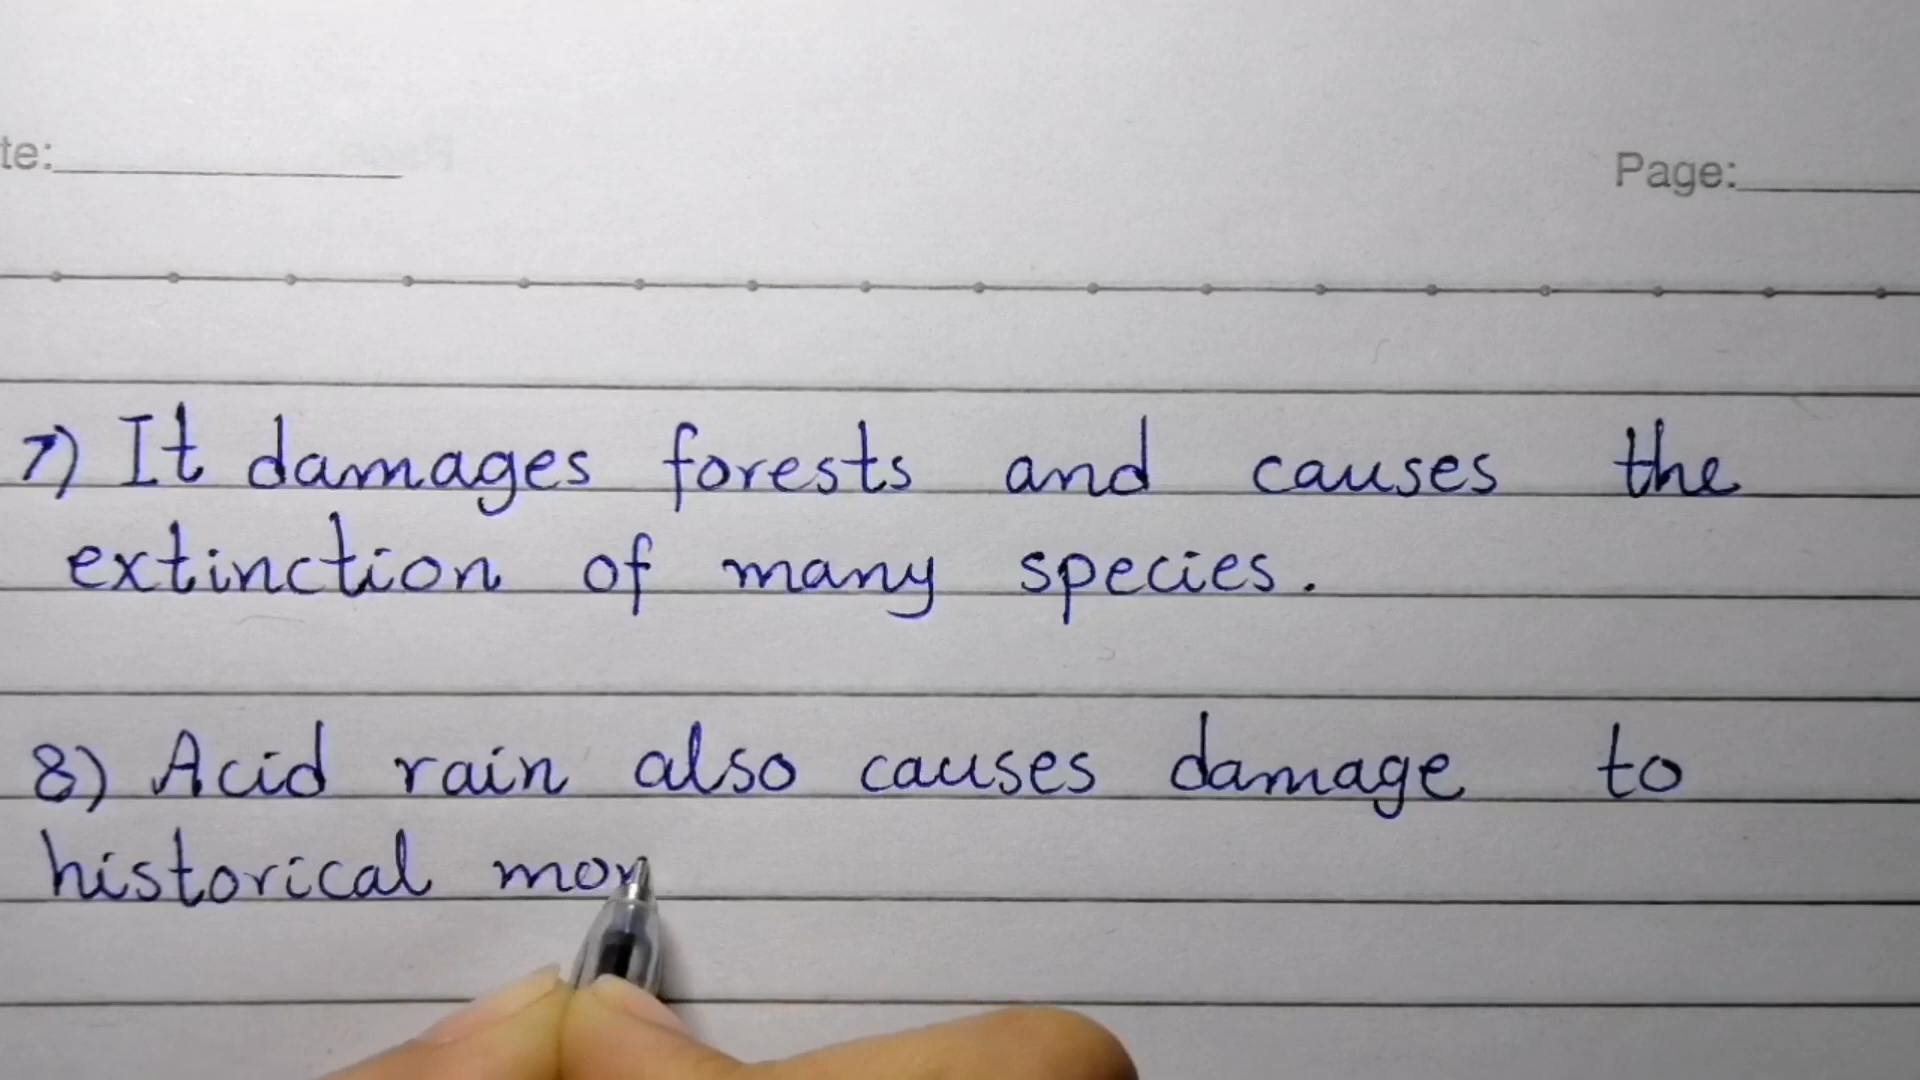 te:
Page:
7) It damages forests and causes the
extinction of many species.
8) Acid rain also causes damage to
historical mon